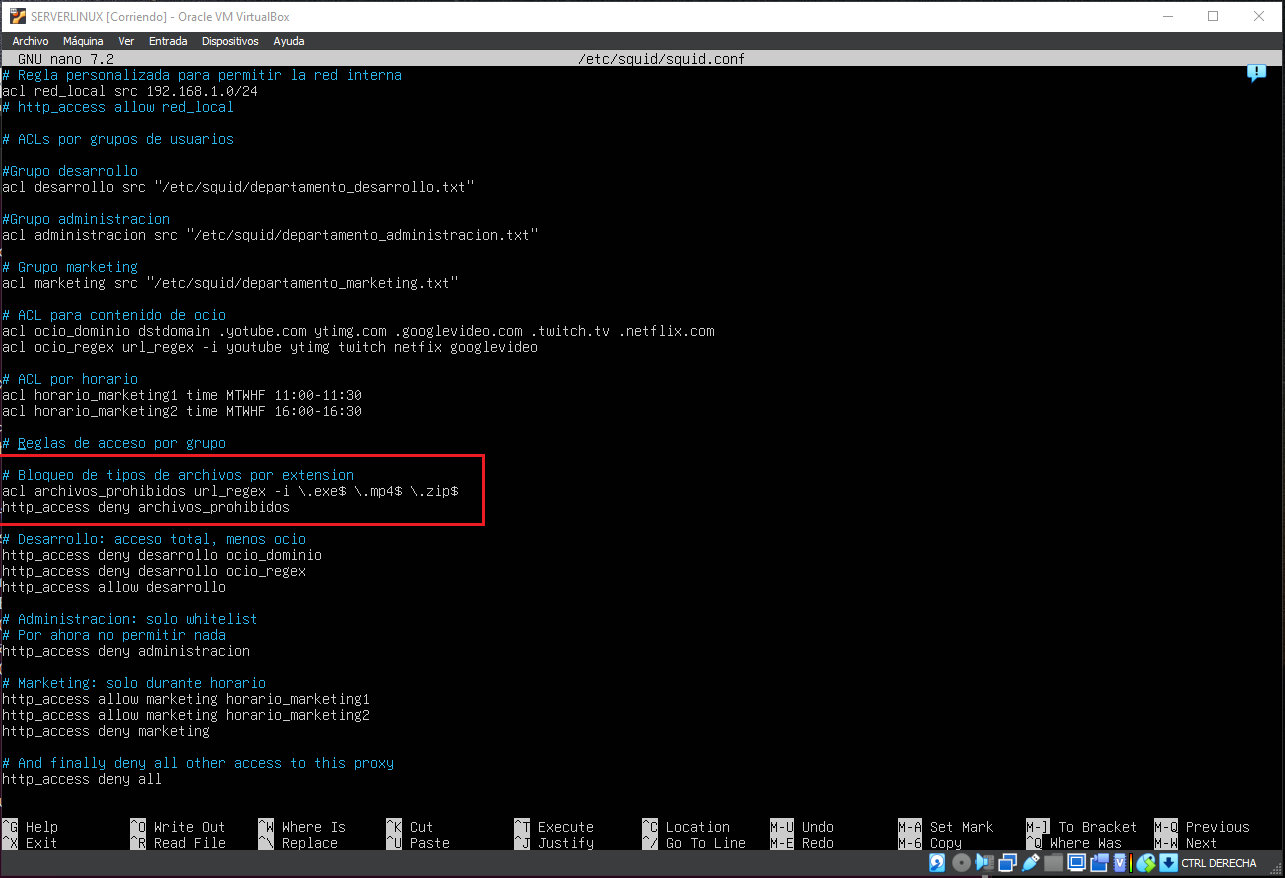 SERVERLINUX [Corriendo] - Oracle VM VirtualBox
Archivo Máquina Ver Entrada Dispositivos Ayuda
GNU nano 7.2 /etc/squid/squid.conf
# Regla personalizada para permitir la red interna
acl red_local src 192.168.1.0/24
# http_access allow red_local
# ACLs por grupos de usuarios
#Grupo desarrollo
acl desarrollo src "/etc/squid/departamento_desarrollo.txt"
#Grupo administracion
acl administracion src "/etc/squid/departamento_administracion.txt"
# Grupo marketing
acl marketing src "/etc/squid/departamento_marketing.txt"
# ACL para contenido de ocio
acl ocio_dominio dstdomain .yotube.com ytimg.com .googlevideo.com .twitch.tv .netflix.com
acl ocio_regex url_regex -i youtube ytimg twitch netfix googlevideo
# ACL por horario
acl horario_marketing1 time MTWHF 11:00-11:30
acl horario_marketing2 time MTWHF 16:00-16:30
# Reglas de acceso por grupo
# Bloqueo de tipos de archivos por extension
acl archivos_prohibidos url_regex -i \.exe$ \.mp4$ \.zip$
http_access deny archivos_prohibidos
# Desarrollo: acceso total, menos ocio
http_access deny desarrollo ocio_dominio
http_access deny desarrollo ocio_regex
http_access allow desarrollo
# Administracion: solo whitelist
# Por ahora no permitir nada
http_access deny administracion
# Marketing: solo durante horario
http_access allow marketing horario_marketing1
http_access allow marketing horario_marketing2
http_access deny marketing
# And finally deny all other access to this proxy
http_access deny all
^G Help ^O Write Out ^W Where Is ^K Cut ^T Execute ^C Location M-U Undo M-A Set Mark M-] To Bracket M-Q Previous
^X Exit ^R Read File ^\ Replace ^U Paste ^J Justify ^/ Go To Line M-E Redo M-6 Copy ^Q Where Was M-W Next
CTRL DERECHA